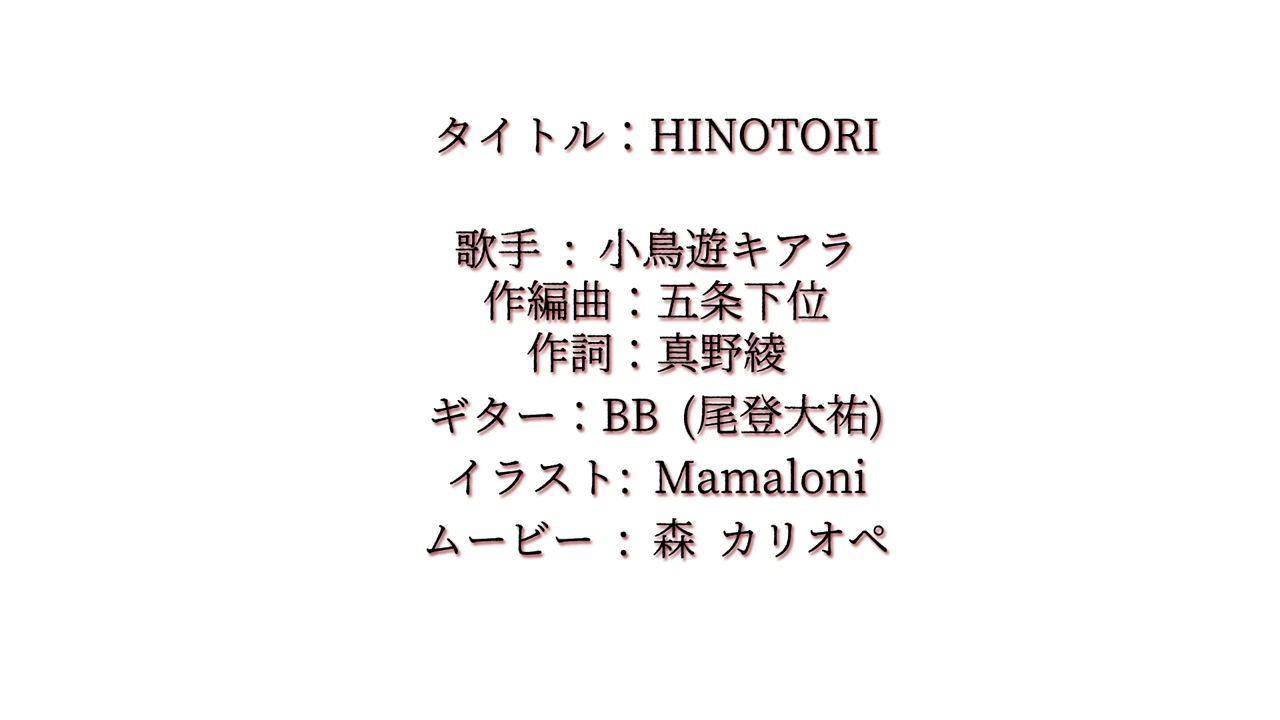 タイトル：HINOTORI
歌手 : 小鳥遊キアラ
作編曲：五条下位
作詞：真野綾
ギター：BB (尾登大祐)
イラスト: Mamaloni
ムービー : 森 カリオペ